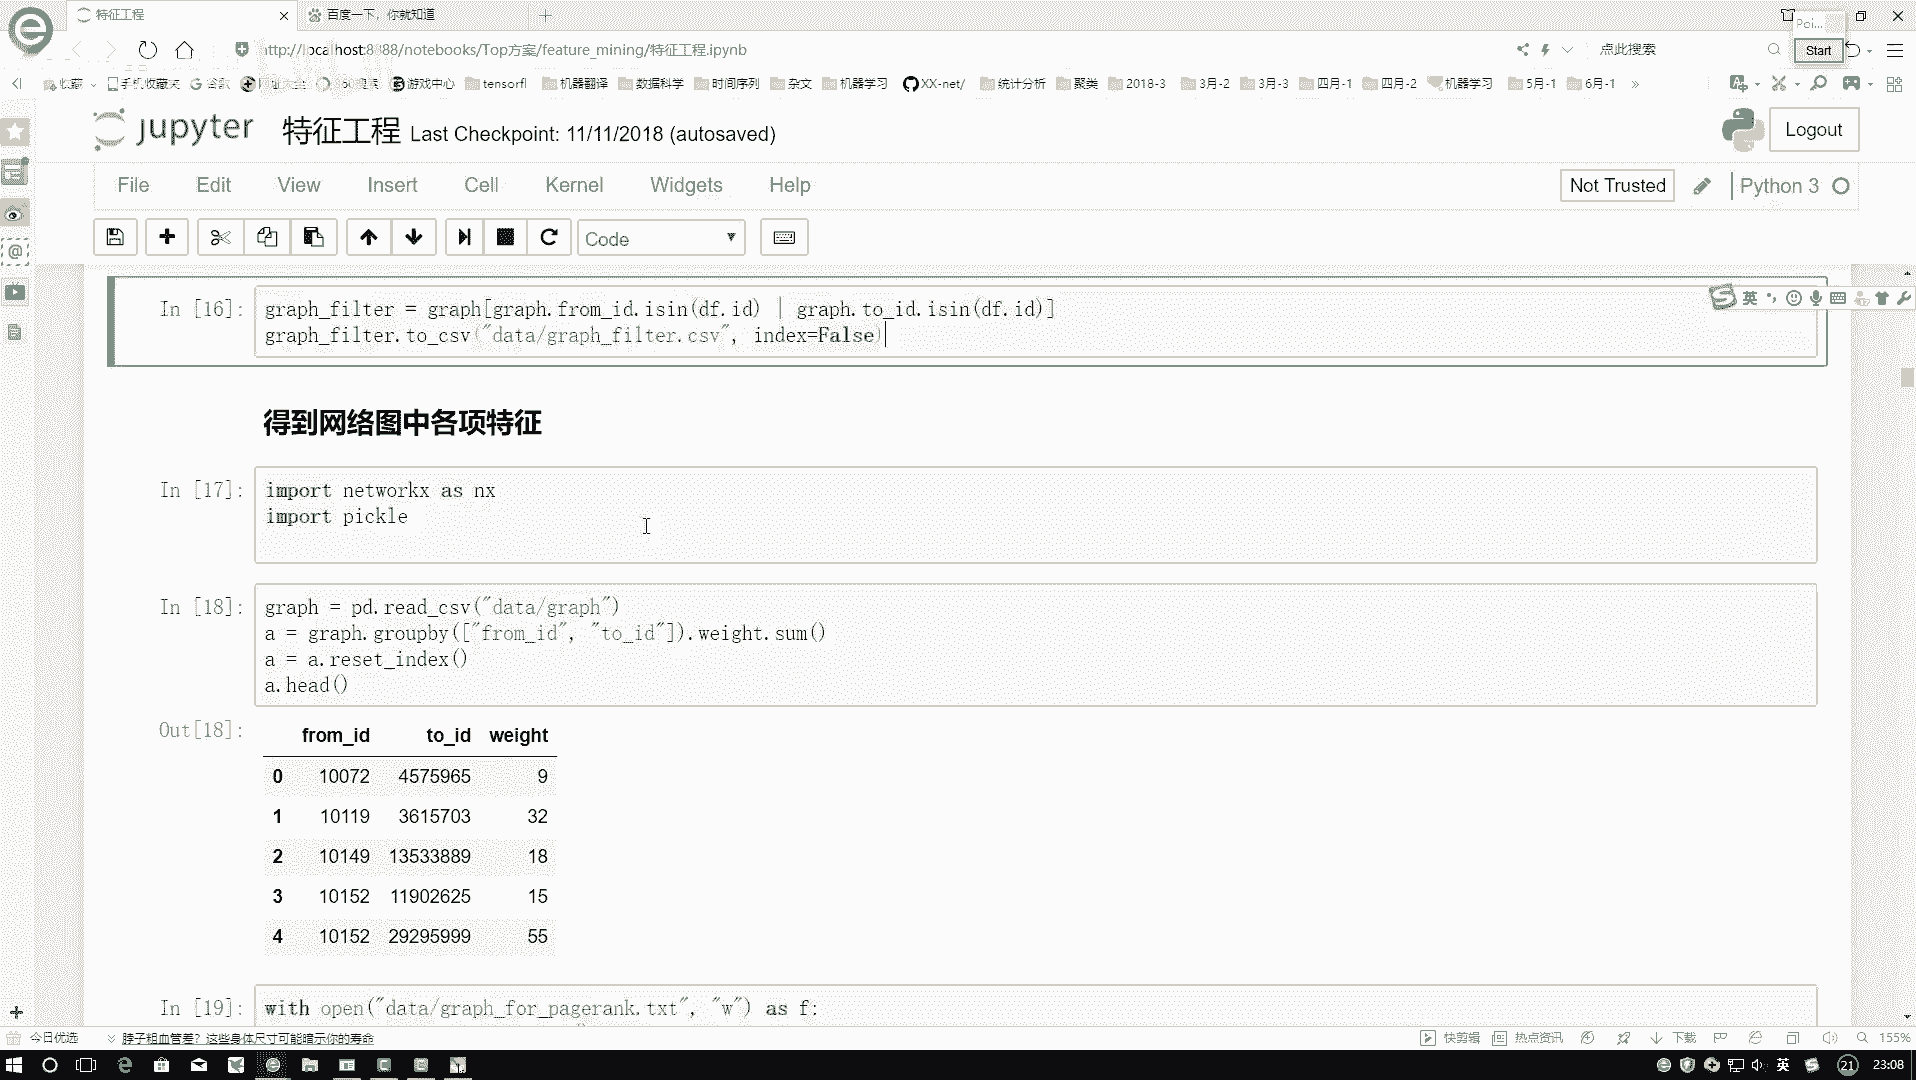 特征工程
百度一下，你就知道
Poi...
http://localhost:8888/notebooks/Top方案/feature_mining/特征工程.ipynb
点此搜索
Start
收藏
手机收藏夹
游戏中心
tensorfl
机器翻译
数据科学
时间序列
杂文
机器学习
XX-net/
统计分析
聚类
2018-3
3月-2
3月-3
四月-1
四月-2
机器学习
5月-1
6月-1
»
jupyter 特征工程 Last Checkpoint: 11/11/2018 (autosaved)
Logout
File Edit View Insert Cell Kernel Widgets Help
Not Trusted
Python 3
Code
In [16]: graph_filter = graph[graph.from_id.isin(df.id) | graph.to_id.isin(df.id)]
graph_filter.to_csv("data/graph_filter.csv", index=False)
英
得到网络图中各项特征
In [17]: import networkx as nx
import pickle
In [18]: graph = pd.read_csv("data/graph")
a = graph.groupby(["from_id", "to_id"]).weight.sum()
a = a.reset_index()
a.head()
Out[18]:
from_id to_id weight
0 10072 4575965 9
1 10119 3615703 32
2 10149 13533889 18
3 10152 11902625 15
4 10152 29295999 55
In [19]: with open("data/graph_for_pagerank.txt", "w") as f:
今日优选
脖子粗血管差？这些身体尺寸可能暗示你的寿命
快剪辑
热点资讯
下载
155%
英
21
23:08